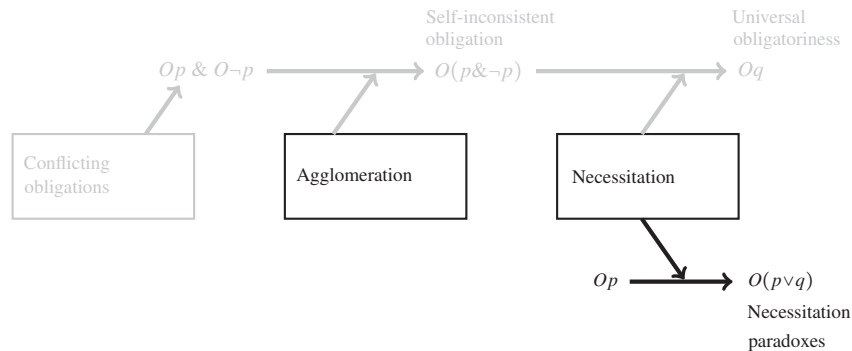 Self-inconsistent
obligation
Universal
obligatoriness
Op & O¬p
O(p&¬p)
Oq
Conflicting
obligations
Agglomeration
Necessitation
Op
O(p∨q)
Necessitation
paradoxes